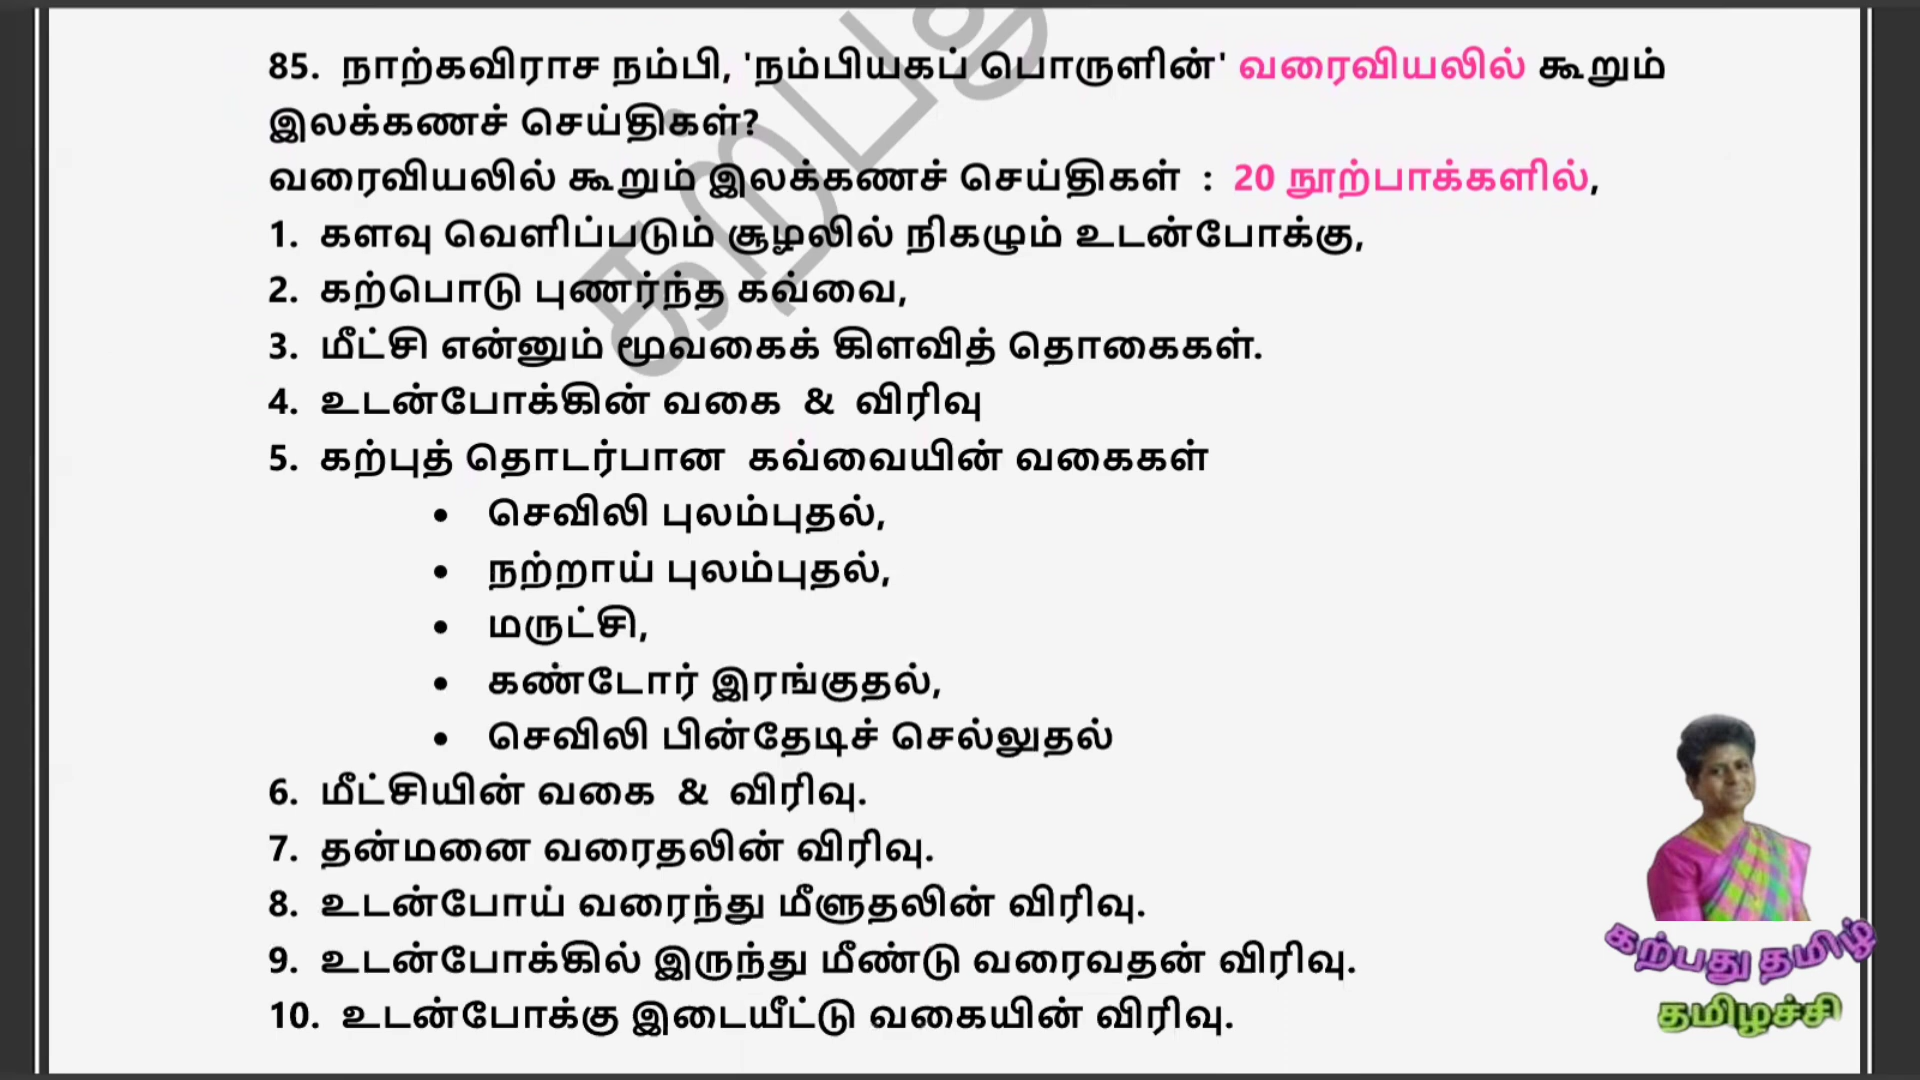 85. நாற்கவிராச நம்பி, 'நம்பியகப் பொருளின்' வரைவியலில் கூறும்
இலக்கணச் செய்திகள்?
வரைவியலில் கூறும் இலக்கணச் செய்திகள் : 20 நூற்பாக்களில்,
1. களவு வெளிப்படும் சூழலில் நிகழும் உடன்போக்கு,
2. கற்பொடு புணர்ந்த கவ்வை,
3. மீட்சி என்னும் மூவகைக் கிளவித் தொகைகள்.
4. உடன்போக்கின் வகை & விரிவு
5. கற்புத் தொடர்பான கவ்வையின் வகைகள்
• செவிலி புலம்புதல்,
• நற்றாய் புலம்புதல்,
• மருட்சி,
• கண்டோர் இரங்குதல்,
• செவிலி பின்தேடிச் செல்லுதல்
6. மீட்சியின் வகை & விரிவு.
7. தன்மனை வரைதலின் விரிவு.
8. உடன்போய் வரைந்து மீளுதலின் விரிவு.
9. உடன்போக்கில் இருந்து மீண்டு வரைவதன் விரிவு.
10. உடன்போக்கு இடையீட்டு வகையின் விரிவு.
கற்பது தமிழ்
தமிழச்சி